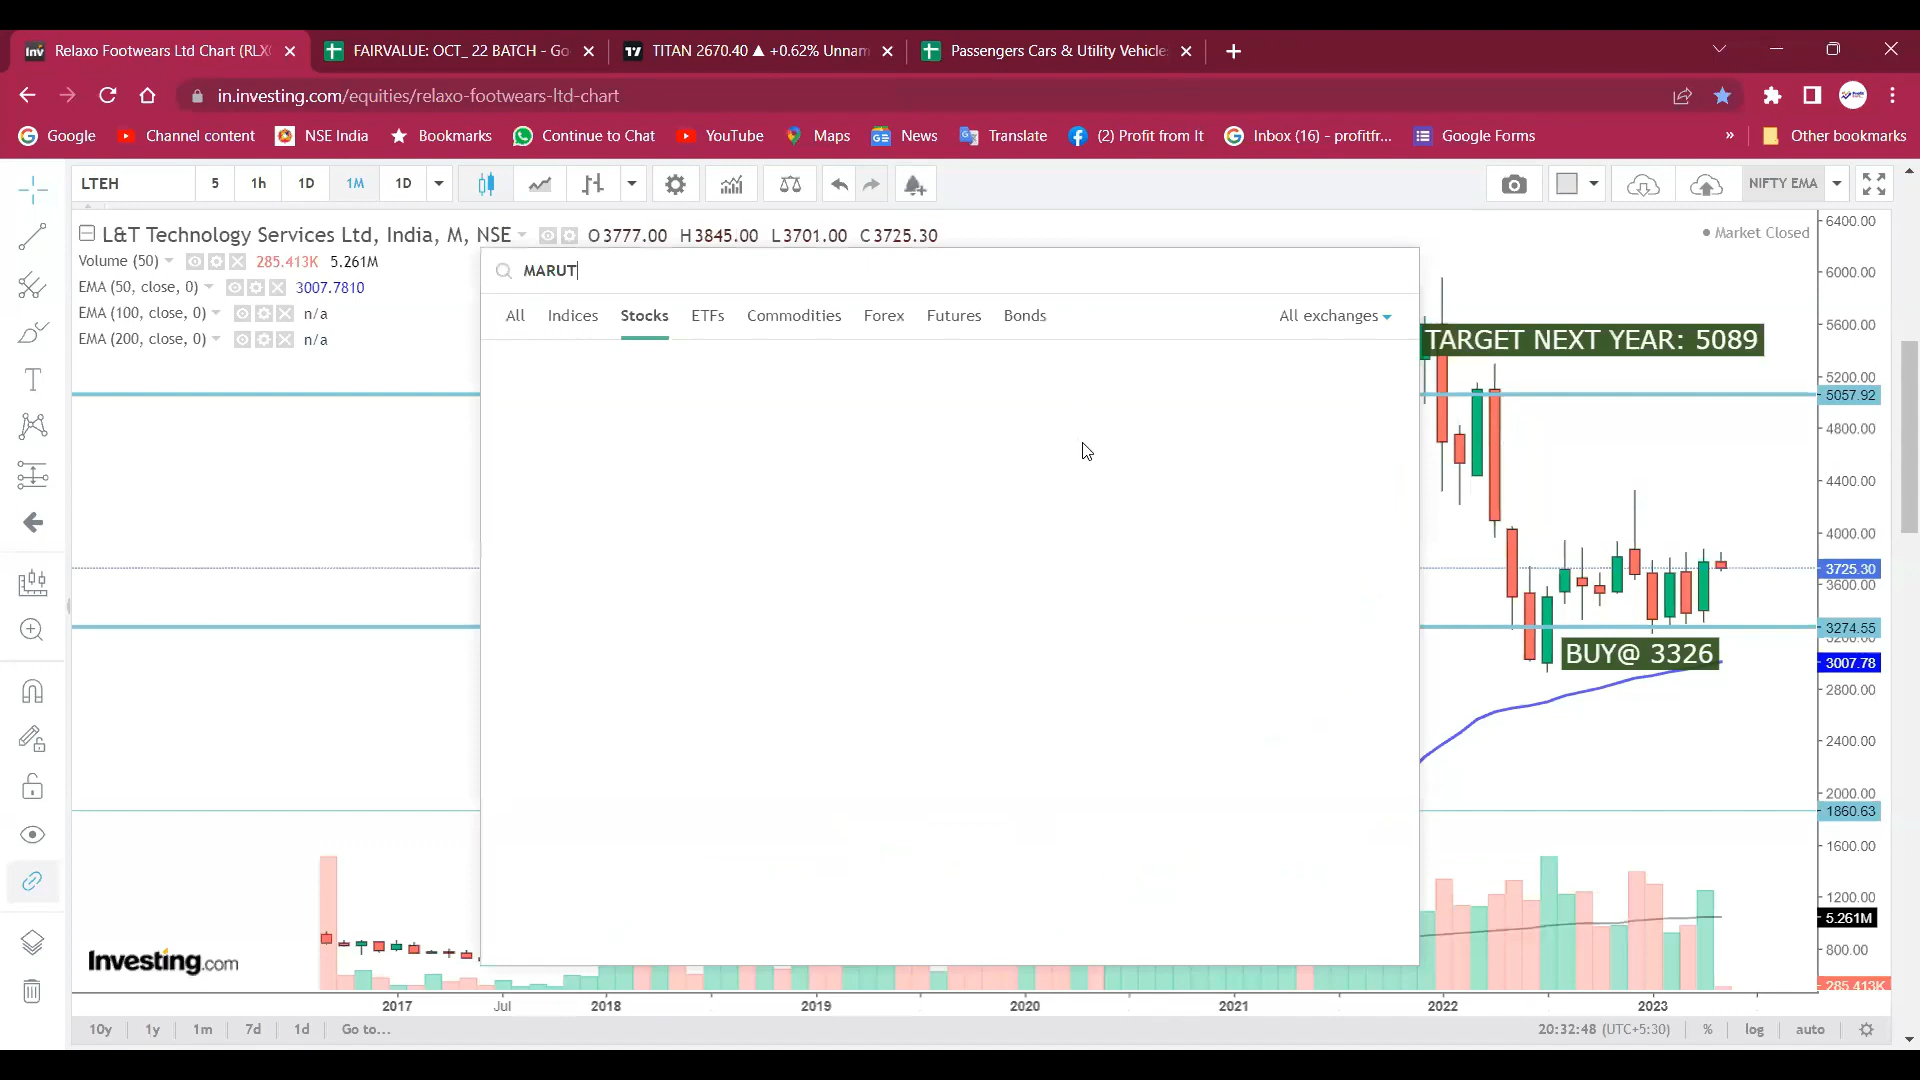 Relaxo Footwears Ltd Chart (RLX
FAIRVALUE: OCT_ 22 BATCH - Go
TITAN 2670.40 ▲ +0.62% Unnam
Passengers Cars & Utility Vehicle
in.investing.com/equities/relaxo-footwears-ltd-chart
Google
Channel content
NSE India
Bookmarks
Continue to Chat
YouTube
Maps
News
Translate
(2) Profit from It
Inbox (16) - profitfr...
Google Forms
»
Other bookmarks
LTEH
5
1h
1D
1M
1D
NIFTY EMA
L&T Technology Services Ltd, India, M, NSE
O3777.00 H3845.00 L3701.00 C3725.30
Market Closed
Volume (50)
285.413K 5.261M
EMA (50, close, 0)
3007.7810
EMA (100, close, 0)
n/a
EMA (200, close, 0)
n/a
MARUT
All
Indices
Stocks
ETFs
Commodities
Forex
Futures
Bonds
All exchanges
TARGET NEXT YEAR: 5089
BUY@ 3326
6400.00
6000.00
5600.00
5200.00
5057.92
4800.00
4400.00
4000.00
3725.30
3600.00
3274.55
3200.00
3007.78
2800.00
2400.00
2000.00
1860.63
1600.00
1200.00
5.261M
800.00
285.413K
Investing.com
2017
Jul
2018
2019
2020
2021
2022
2023
10y
1y
1m
7d
1d
Go to...
20:32:48 (UTC+5:30)
%
log
auto